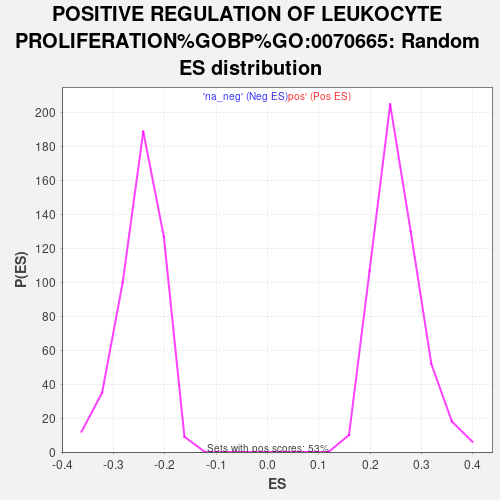 POSITIVE REGULATION OF LEUKOCYTE
PROLIFERATION%GOBP%GO:0070665: Random
ES distribution
'na_neg' (Neg ES)pos' (Pos ES)
200
180
160
140
120
100
80
60
40
20
0
P(ES)
Sets with pos scores: 53%
-0.4 -0.3 -0.2 -0.1 0.0 0.1 0.2 0.3 0.4
ES